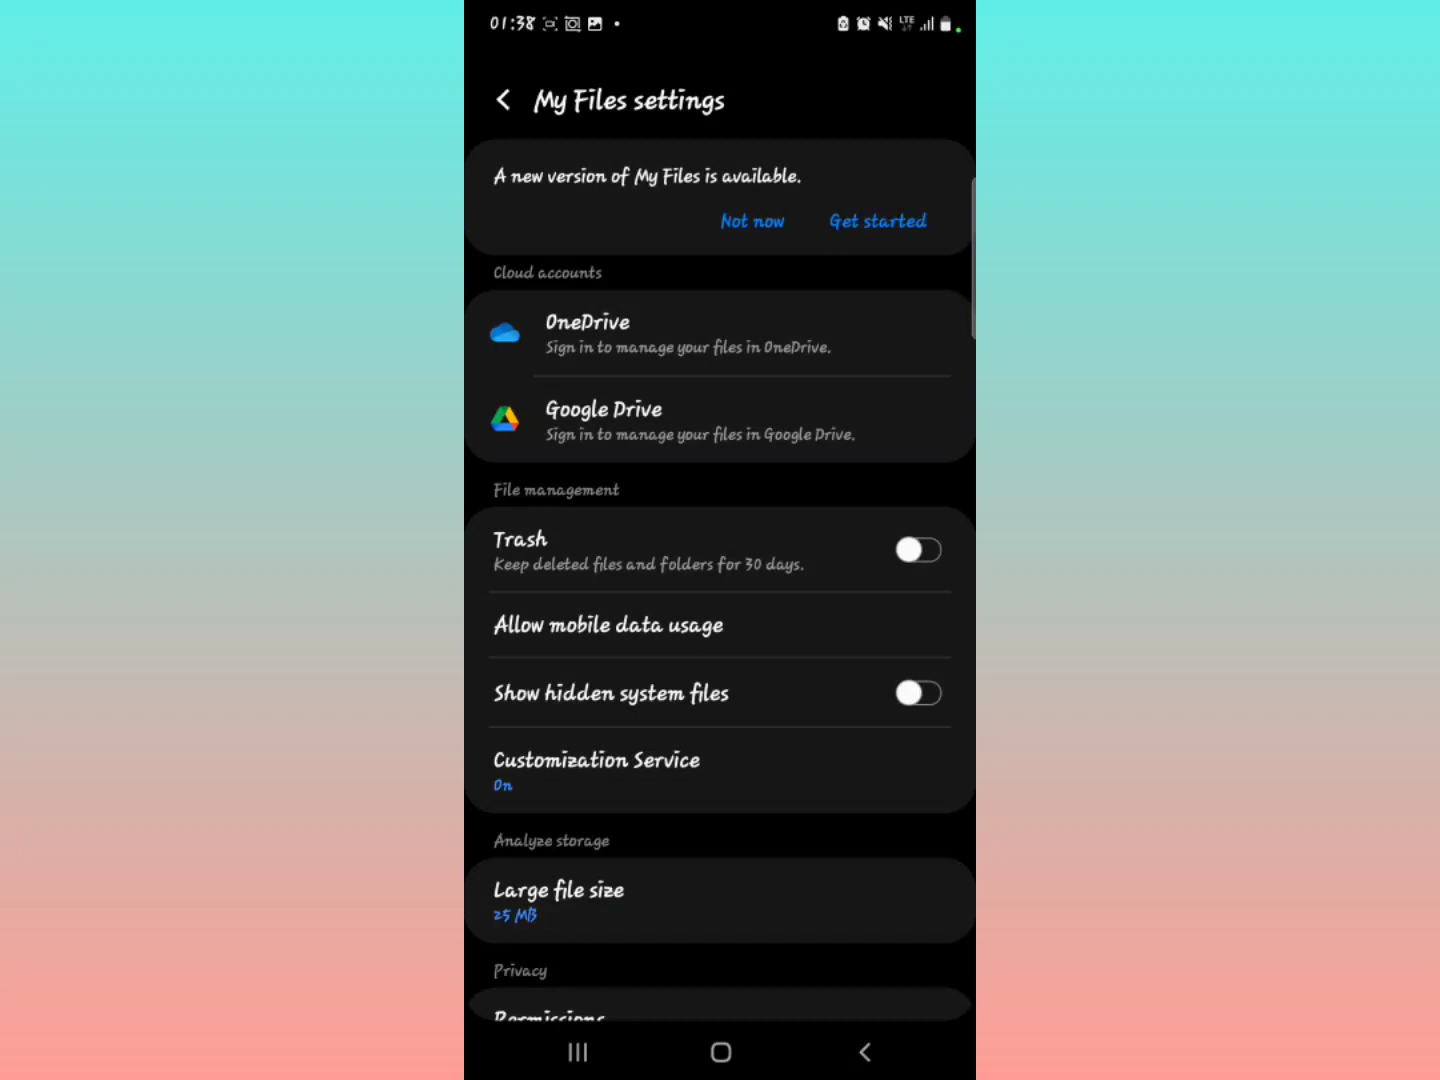 01:38
LTE
My Files settings
A new version of My Files is available.
Not now Get started
Cloud accounts
OneDrive
Sign in to manage your files in OneDrive.
Google Drive
Sign in to manage your files in Google Drive.
File management
Trash
Keep deleted files and folders for 30 days.
Allow mobile data usage
Show hidden system files
Customization Service
On
Analyze storage
Large file size
25 MB
Privacy
Permissions